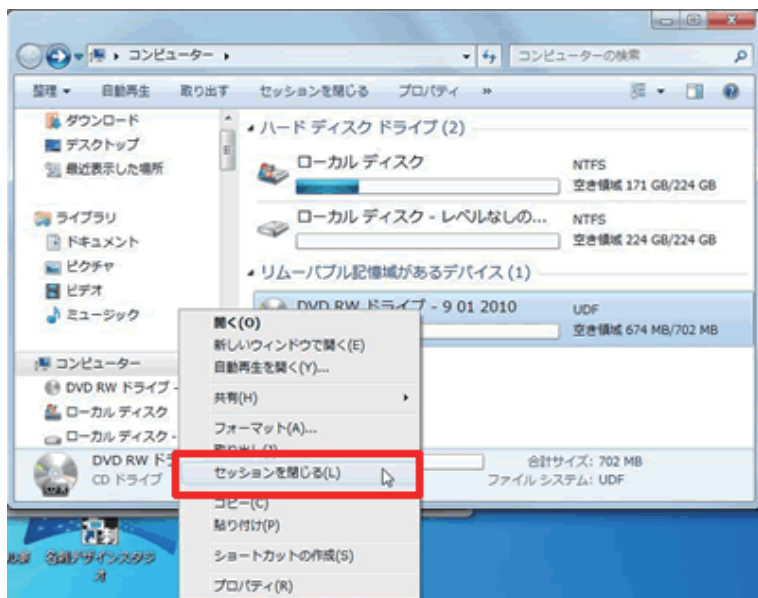 コンピューター
コンピューターの検索
整理 自動再生 取り出す セッションを閉じる プロパティ »
ダウンロード
デスクトップ
最近表示した場所
ライブラリ
ドキュメント
ピクチャ
ビデオ
ミュージック
コンピューター
DVD RW ドライブ -
ローカル ディスク
ローカル ディスク -
ハード ディスク ドライブ (2)
ローカル ディスク
NTFS
空き領域 171 GB/224 GB
ローカル ディスク - レベルなしの...
NTFS
空き領域 224 GB/224 GB
リムーバブル記憶域があるデバイス (1)
DVD RW ドライブ - 9 01 2010
UDF
空き領域 674 MB/702 MB
開く(O)
新しいウィンドウで開く(E)
自動再生を開く(Y)...
共有(H)
フォーマット(A)...
取り出し(J)
セッションを閉じる(L)
コピー(C)
貼り付け(P)
ショートカットの作成(S)
プロパティ(R)
DVD RW ド
CD ドライブ
合計サイズ: 702 MB
ファイル システム: UDF
名刺デザインスタジ
オ